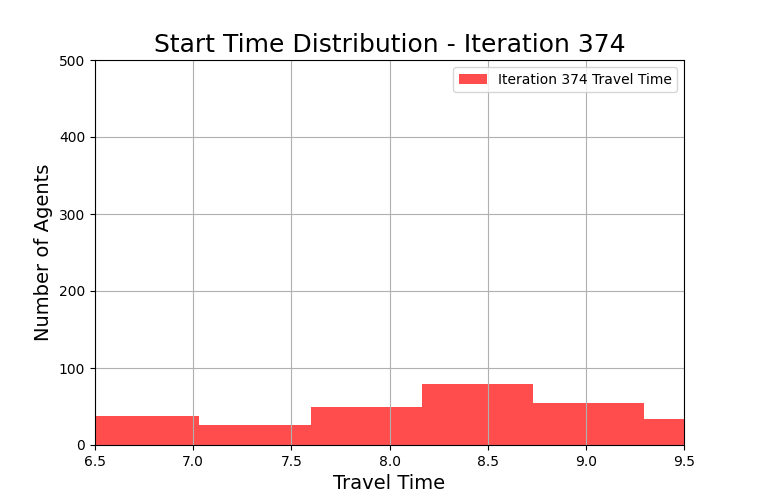 Start Time Distribution - Iteration 374
Iteration 374 Travel Time
500
400
300
200
100
0
Number of Agents
6.5 7.0 7.5 8.0 8.5 9.0 9.5
Travel Time